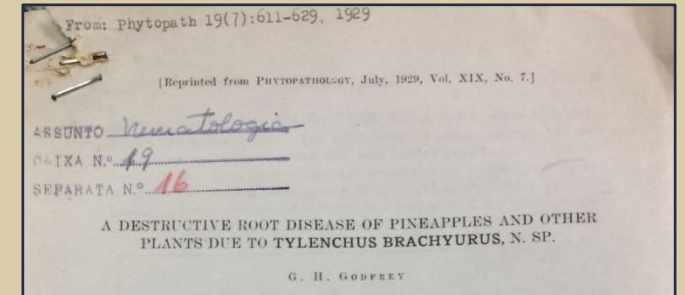 From: Phytopath 19(7):611-629, 1929
[Reprinted from PHYTOPATHOLOGY, July, 1929, Vol. XIX, No. 7.]
ASSUNTO Nematologia
CAIXA N.º 19
SEPARATA N.º 16
A DESTRUCTIVE ROOT DISEASE OF PINEAPPLES AND OTHER
PLANTS DUE TO TYLENCHUS BRACHYURUS, N. SP.
G. H. GODFREY